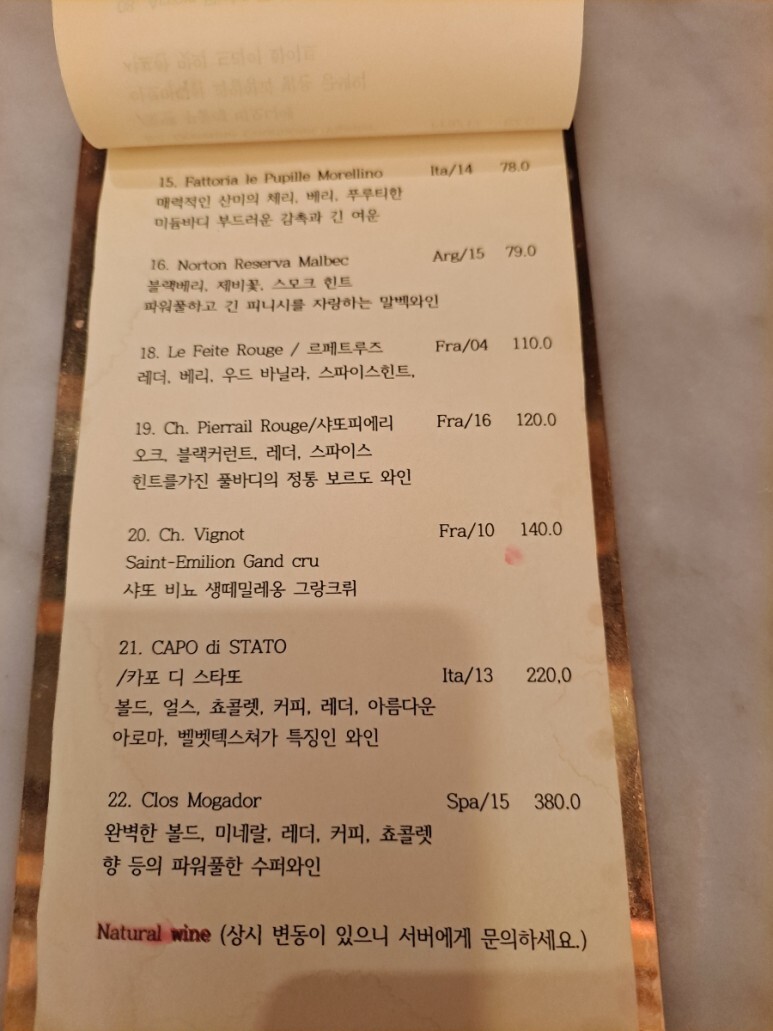 15. Fattoria le Pupille Morellino Ita/14 78.0
매력적인 산미의 체리, 베리, 푸루티한
미듐바디 부드러운 감촉과 긴 여운
16. Norton Reserva Malbec Arg/15 79.0
블랙베리, 제비꽃, 스모크 힌트
파워풀하고 긴 피니시를 자랑하는 말벡와인
18. Le Feite Rouge / 르페트루즈 Fra/04 110.0
레더, 베리, 우드 바닐라, 스파이스힌트,
19. Ch. Pierrail Rouge/샤또피에리 Fra/16 120.0
오크, 블랙커런트, 레더, 스파이스
힌트를가진 풀바디의 정통 보르도 와인
20. Ch. Vignot Fra/10 140.0
Saint-Emilion Gand cru
샤또 비뇨 생떼밀레옹 그랑크뤼
21. CAPO di STATO
/카포 디 스타또 Ita/13 220,0
볼드, 얼스, 쵸콜렛, 커피, 레더, 아름다운
아로마, 벨벳텍스쳐가 특징인 와인
22. Clos Mogador Spa/15 380.0
완벽한 볼드, 미네랄, 레더, 커피, 쵸콜렛
향 등의 파워풀한 수퍼와인
Natural wine (상시 변동이 있으니 서버에게 문의하세요.)